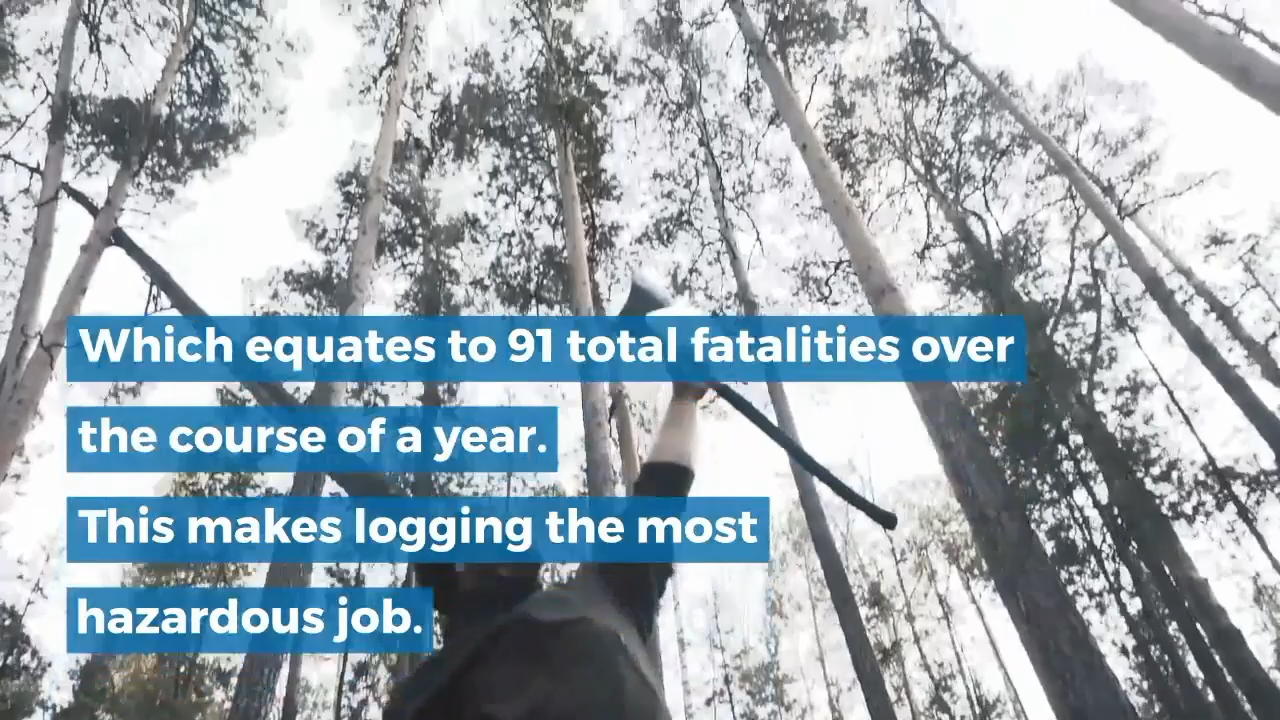 Which equates to 91 total fatalities over
the course of a year.
This makes logging the most
hazardous job.